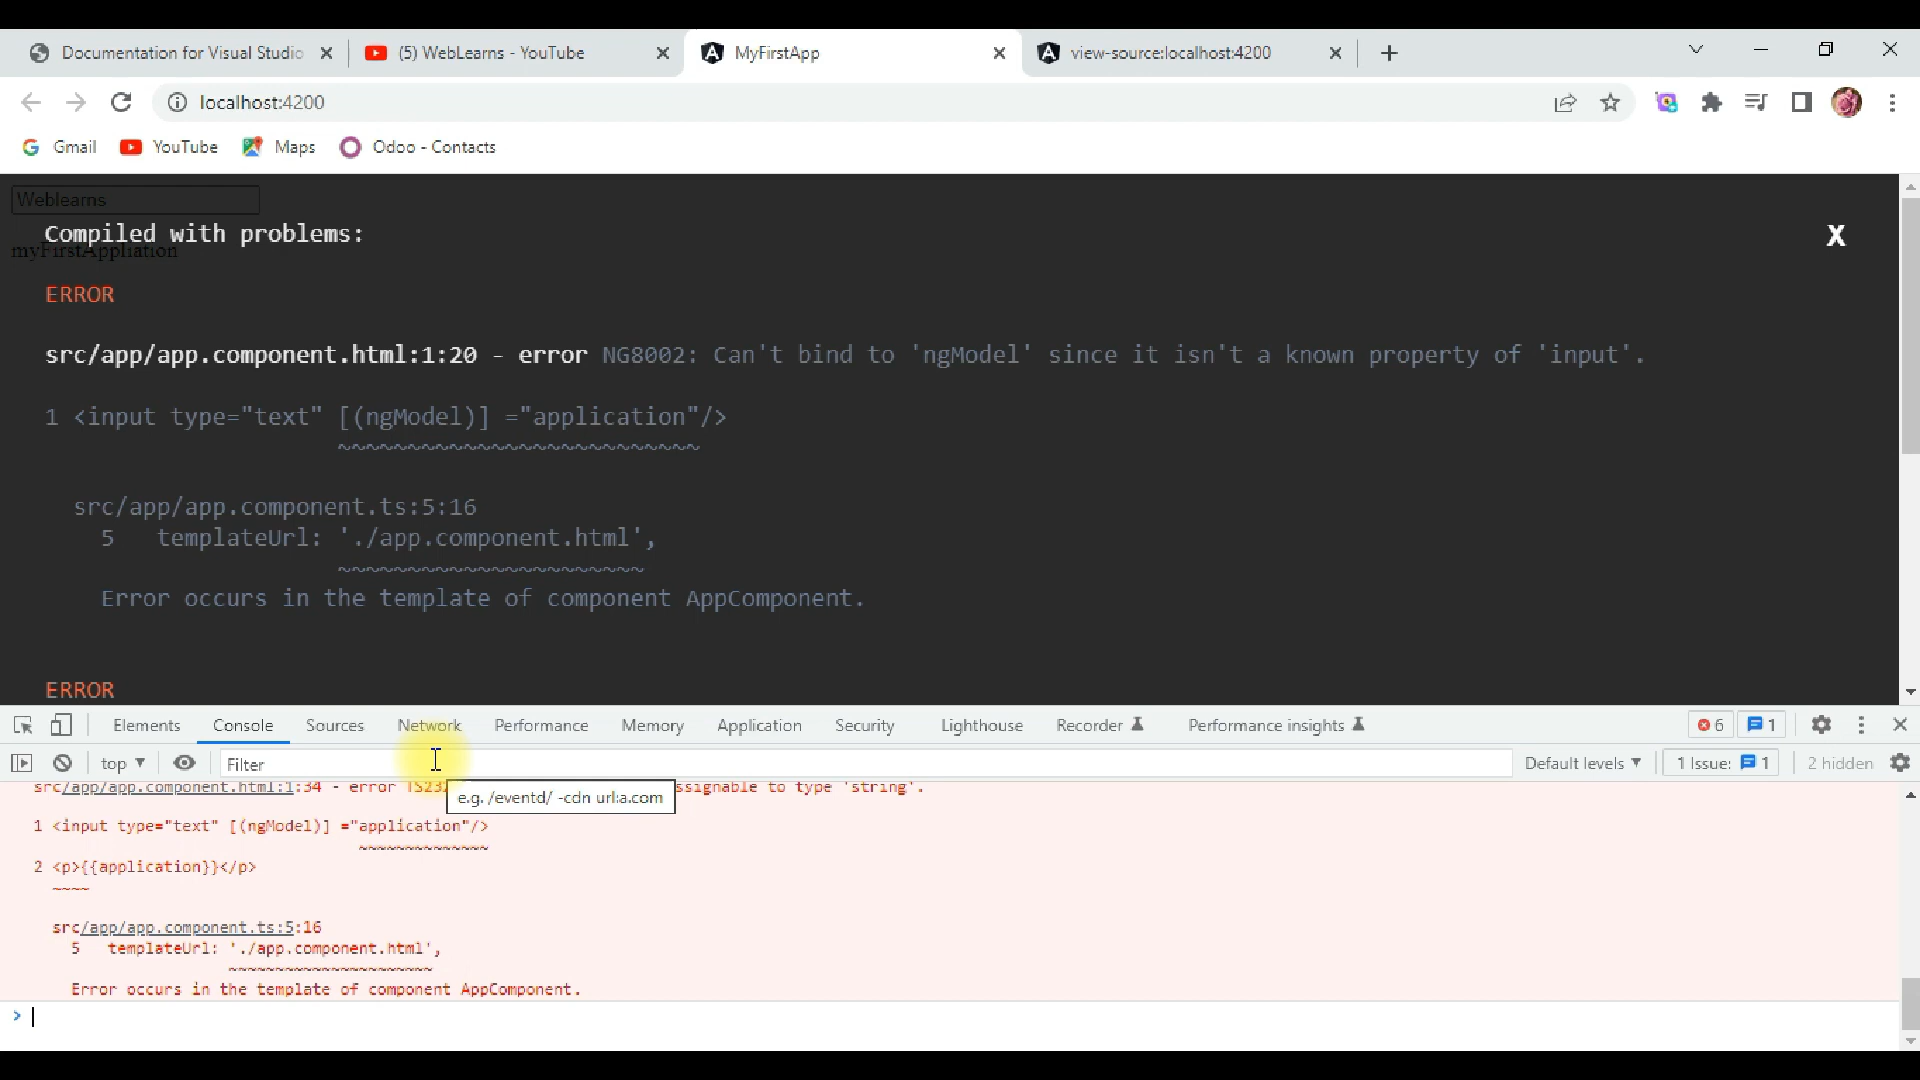 Documentation for Visual Studio
(5) WebLearns - YouTube
MyFirstApp
view-source:localhost:4200
localhost:4200
Gmail
YouTube
Maps
Odoo - Contacts
Weblearns
Compiled with problems:
X
myFirstAppliation
ERROR
src/app/app.component.html:1:20 - error NG8002: Can't bind to 'ngModel' since it isn't a known property of 'input'.
1 <input type="text" [(ngModel)] ="application"/>
~~~~~~~~~~~~~~~~~~~~~~~~~~
src/app/app.component.ts:5:16
5 templateUrl: './app.component.html',
~~~~~~~~~~~~~~~~~~~~~~
Error occurs in the template of component AppComponent.
ERROR
Elements Console Sources Network Performance Memory Application Security Lighthouse Recorder Performance insights 6 1
top Filter Default levels 1 Issue: 1 2 hidden
src/app/app.component.html:1:34 - error ssignable to type 'string'.
e.g. /eventd/ -cdn url:a.com
1 <input type="text" [(ngModel)] ="application"/>
~~~~~~~~~~~~~~
2 <p>{{application}}</p>
~~~~
src/app/app.component.ts:5:16
5 templateUrl: './app.component.html',
~~~~~~~~~~~~~~~~~~~~~~
Error occurs in the template of component AppComponent.
>